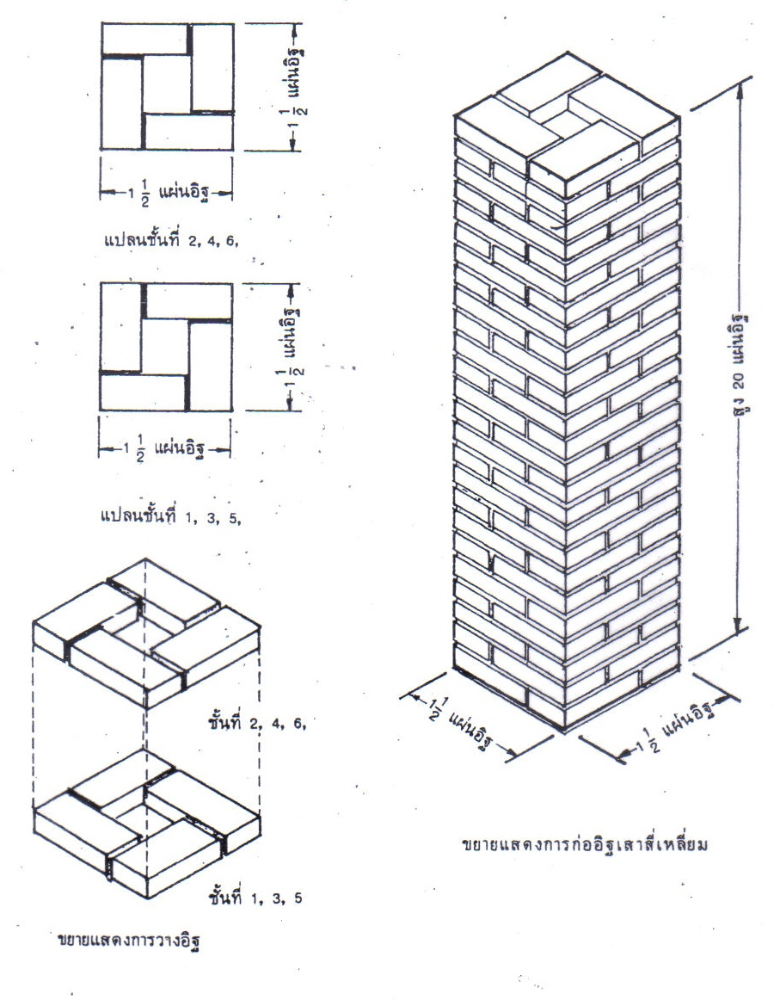 1 1/2 แผ่นอิฐ
1 1/2 แผ่นอิฐ
แปลนชั้นที่ 2, 4, 6,
1 1/2 แผ่นอิฐ
1 1/2 แผ่นอิฐ
แปลนชั้นที่ 1, 3, 5,
ชั้นที่ 2, 4, 6,
ชั้นที่ 1, 3, 5
ขยายแสดงการวางอิฐ
สูง 20 แผ่นอิฐ
1 1/2 แผ่นอิฐ
1 1/2 แผ่นอิฐ
ขยายแสดงการก่ออิฐเสาสี่เหลี่ยม